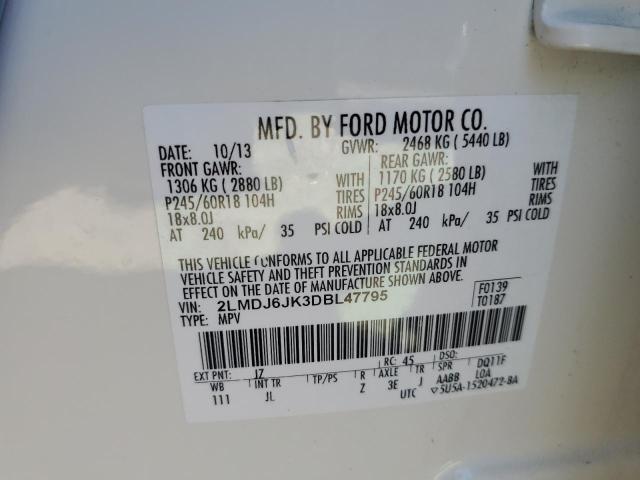 MFD. BY FORD MOTOR CO.
DATE: 10/13 GVWR: 2468 KG ( 5440 LB)
FRONT GAWR: REAR GAWR:
1306 KG ( 2880 LB) WITH 1170 KG ( 2580 LB) WITH
P245/60R18 104H TIRES P245/60R18 104H TIRES
18x8.0J RIMS 18x8.0J RIMS
AT 240 kPa/ 35 PSI COLD AT 240 kPa/ 35 PSI COLD
THIS VEHICLE CONFORMS TO ALL APPLICABLE FEDERAL MOTOR
VEHICLE SAFETY AND THEFT PREVENTION STANDARDS IN
EFFECT ON THE DATE OF MANUFACTURE SHOWN ABOVE.
VIN: 2LMDJ6JK3DBL47795 F0139
TYPE: MPV T0187
EXT PNT: JZ RC: 45 DSO:
WB INT TR TP/PS R AXLE TR SPR DQ11F
111 JL Z 3E J AABB LOA
UTC ▽5U5A-1520472-BA